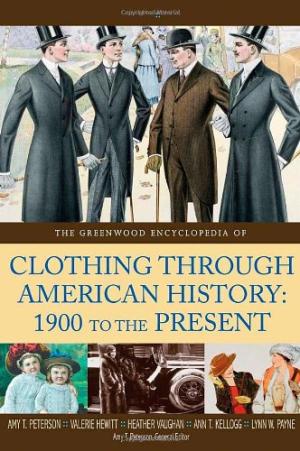 THE GREENWOOD ENCYCLOPEDIA OF
CLOTHING THROUGH
AMERICAN HISTORY:
1900 TO THE PRESENT
AMY T. PETERSON :: VALERIE HEWITT :: HEATHER VAUGHAN :: ANN T. KELLOGG :: LYNN W. PAYNE
Amy T. Peterson, General Editor